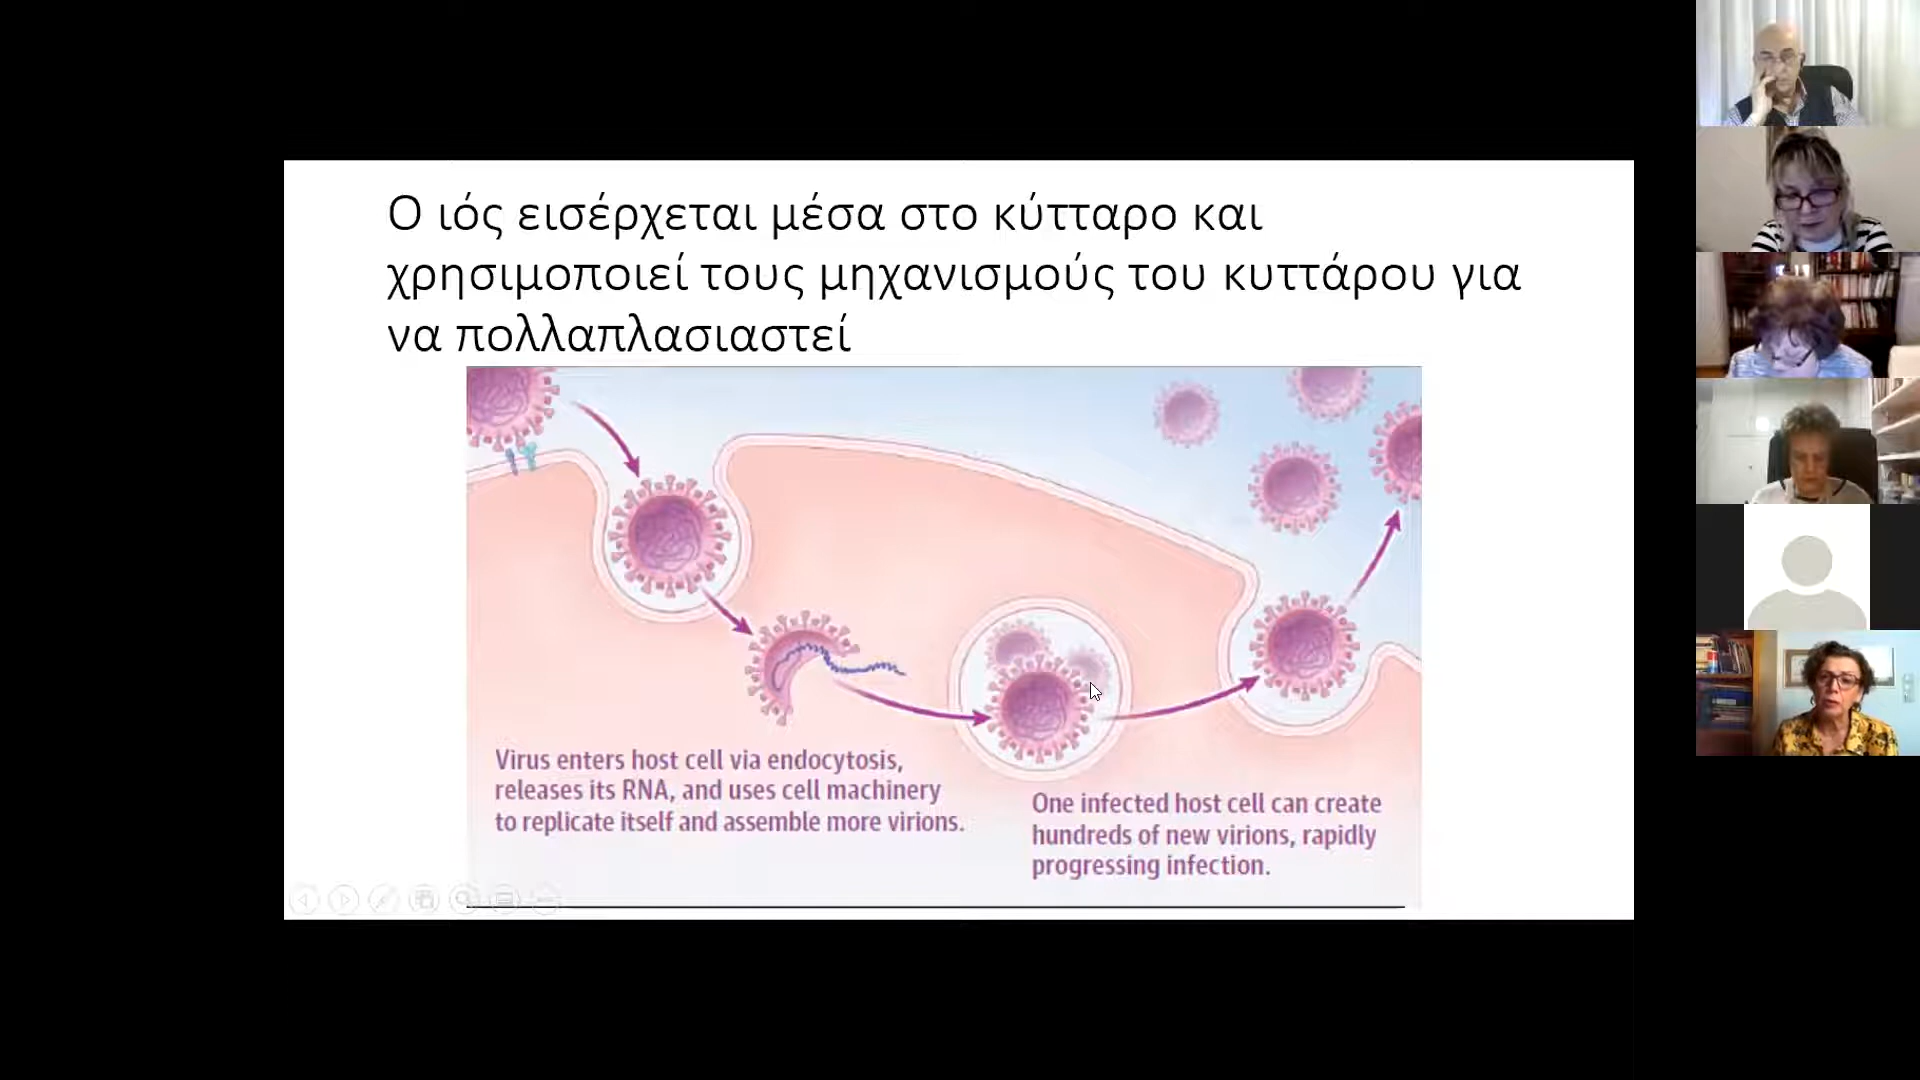 Ο ιός εισέρχεται μέσα στο κύτταρο και
χρησιμοποιεί τους μηχανισμούς του κυττάρου για
να πολλαπλασιαστεί
Virus enters host cell via endocytosis,
releases its RNA, and uses cell machinery
to replicate itself and assemble more virions.
One infected host cell can create
hundreds of new virions, rapidly
progressing infection.